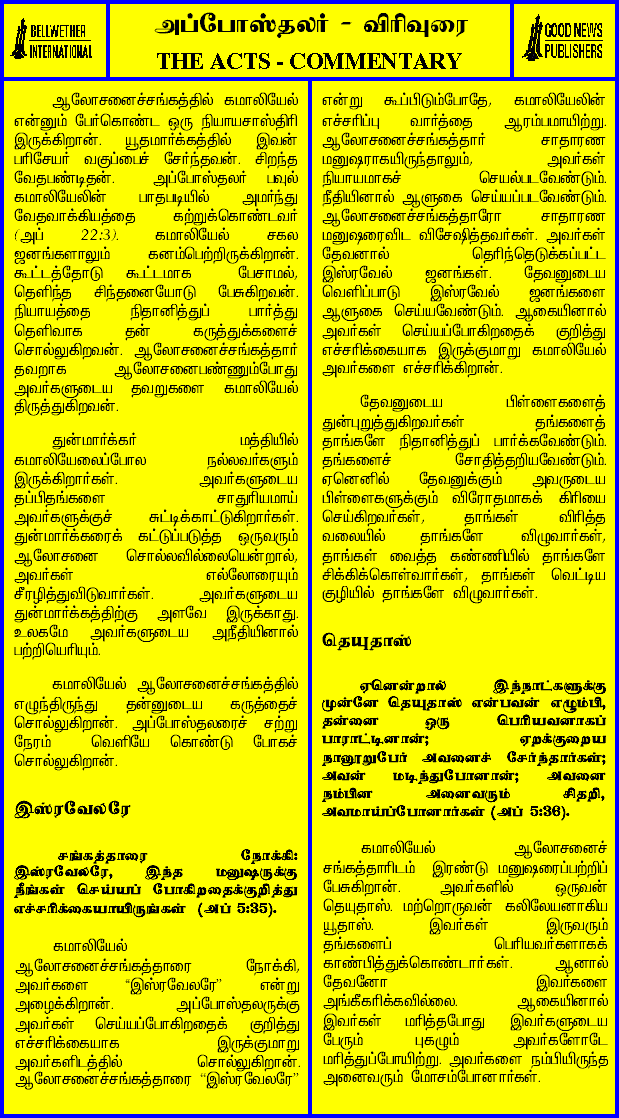 BELLWETHER
INTERNATIONAL
அப்போஸ்தலர் - விரிவுரை
THE ACTS - COMMENTARY
GOOD NEWS
PUBLISHERS
ஆலோசனைச்சங்கத்தில் கமாலியேல்
என்னும் பேர்கொண்ட ஒரு நியாயசாஸ்திரி
இருக்கிறான். யூதமார்க்கத்தில் இவன்
பரிசேயர் வகுப்பைச் சேர்ந்தவன். சிறந்த
வேதபண்டிதன். அப்போஸ்தலர் பவுல்
கமாலியேலின் பாதபடியில் அமர்ந்து
வேதவாக்கியத்தை கற்றுக்கொண்டவர்
(அப் 22:3). கமாலியேல் சகல
ஜனங்களாலும் கனம்பெற்றிருக்கிறான்.
கூட்டத்தோடு கூட்டமாக பேசாமல்,
தெளிந்த சிந்தனையோடு பேசுகிறவன்.
நியாயத்தை நிதானித்துப் பார்த்து
தெளிவாக தன் கருத்துக்களைச்
சொல்லுகிறவன். ஆலோசனைச்சங்கத்தார்
தவறாக ஆலோசனைபண்ணும்போது
அவர்களுடைய தவறுகளை கமாலியேல்
திருத்துகிறவன்.
துன்மார்க்கர் மத்தியில்
கமாலியேலைப்போல நல்லவர்களும்
இருக்கிறார்கள். அவர்களுடைய
தப்பிதங்களை சாதுரியமாய்
அவர்களுக்குச் சுட்டிக்காட்டுகிறார்கள்.
துன்மார்க்கரைக் கட்டுப்படுத்த ஒருவரும்
ஆலோசனை சொல்லவில்லையென்றால்,
அவர்கள் எல்லோரையும்
சீரழித்துவிடுவார்கள். அவர்களுடைய
துன்மார்க்கத்திற்கு அளவே இருக்காது.
உலகமே அவர்களுடைய அநீதியினால்
பற்றியெரியும்.
கமாலியேல் ஆலோசனைச்சங்கத்தில்
எழுந்திருந்து தன்னுடைய கருத்தைச்
சொல்லுகிறான். அப்போஸ்தலரைச் சற்று
நேரம் வெளியே கொண்டு போகச்
சொல்லுகிறான்.
இஸ்ரவேலரே
சங்கத்தாரை நோக்கி:
இஸ்ரவேலரே, இந்த மனுஷருக்கு
நீங்கள் செய்யப் போகிறதைக்குறித்து
எச்சரிக்கையாயிருங்கள் (அப் 5:35).
கமாலியேல்
ஆலோசனைச்சங்கத்தாரை நோக்கி,
அவர்களை “இஸ்ரவேலரே” என்று
அழைக்கிறான். அப்போஸ்தலருக்கு
அவர்கள் செய்யப்போகிறதைக் குறித்து
எச்சரிக்கையாக இருக்குமாறு
அவர்களிடத்தில் சொல்லுகிறான்.
ஆலோசனைச்சங்கத்தாரை “இஸ்ரவேலரே”
என்று கூப்பிடும்போதே, கமாலியேலின்
எச்சரிப்பு வார்த்தை ஆரம்பமாயிற்று.
ஆலோசனைச்சங்கத்தார் சாதாரண
மனுஷராகயிருந்தாலும், அவர்கள்
நியாயமாகச் செயல்படவேண்டும்.
நீதியினால் ஆளுகை செய்யப்படவேண்டும்.
ஆலோசனைச்சங்கத்தாரோ சாதாரண
மனுஷரைவிட விசேஷித்தவர்கள். அவர்கள்
தேவனால் தெரிந்தெடுக்கப்பட்ட
இஸ்ரவேல் ஜனங்கள். தேவனுடைய
வெளிப்பாடு இஸ்ரவேல் ஜனங்களை
ஆளுகை செய்யவேண்டும். ஆகையினால்
அவர்கள் செய்யப்போகிறதைக் குறித்து
எச்சரிக்கையாக இருக்குமாறு கமாலியேல்
அவர்களை எச்சரிக்கிறான்.
தேவனுடைய பிள்ளைகளைத்
துன்புறுத்துகிறவர்கள் தங்களைத்
தாங்களே நிதானித்துப் பார்க்கவேண்டும்.
தங்களைச் சோதித்தறியவேண்டும்.
ஏனெனில் தேவனுக்கும் அவருடைய
பிள்ளைகளுக்கும் விரோதமாகக் கிரியை
செய்கிறவர்கள், தாங்கள் விரித்த
வலையில் தாங்களே விழுவார்கள்,
தாங்கள் வைத்த கண்ணியில் தாங்களே
சிக்கிக்கொள்வார்கள், தாங்கள் வெட்டிய
குழியில் தாங்களே விழுவார்கள்.
தெயுதாஸ்
ஏனென்றால் இந்நாட்களுக்கு
முன்னே தெயுதாஸ் என்பவன் எழும்பி,
தன்னை ஒரு பெரியவனாகப்
பாராட்டினான்; ஏறக்குறைய
நானூறுபேர் அவனைச் சேர்ந்தார்கள்;
அவன் மடிந்துபோனான்; அவனை
நம்பின அனைவரும் சிதறி,
அவமாய்ப்போனார்கள் (அப் 5:36).
கமாலியேல் ஆலோசனைச்
சங்கத்தாரிடம் இரண்டு மனுஷரைப்பற்றிப்
பேசுகிறான். அவர்களில் ஒருவன்
தெயுதாஸ். மற்றொருவன் கலிலேயனாகிய
யூதாஸ். இவர்கள் இருவரும்
தங்களைப் பெரியவர்களாகக்
காண்பித்துக்கொண்டார்கள். ஆனால்
தேவனோ இவர்களை
அங்கீகரிக்கவில்லை. ஆகையினால்
இவர்கள் மரித்தபோது இவர்களுடைய
பேரும் புகழும் அவர்களோடே
மரித்துப்போயிற்று. அவர்களை நம்பியிருந்த
அனைவரும் மோசம்போனார்கள்.